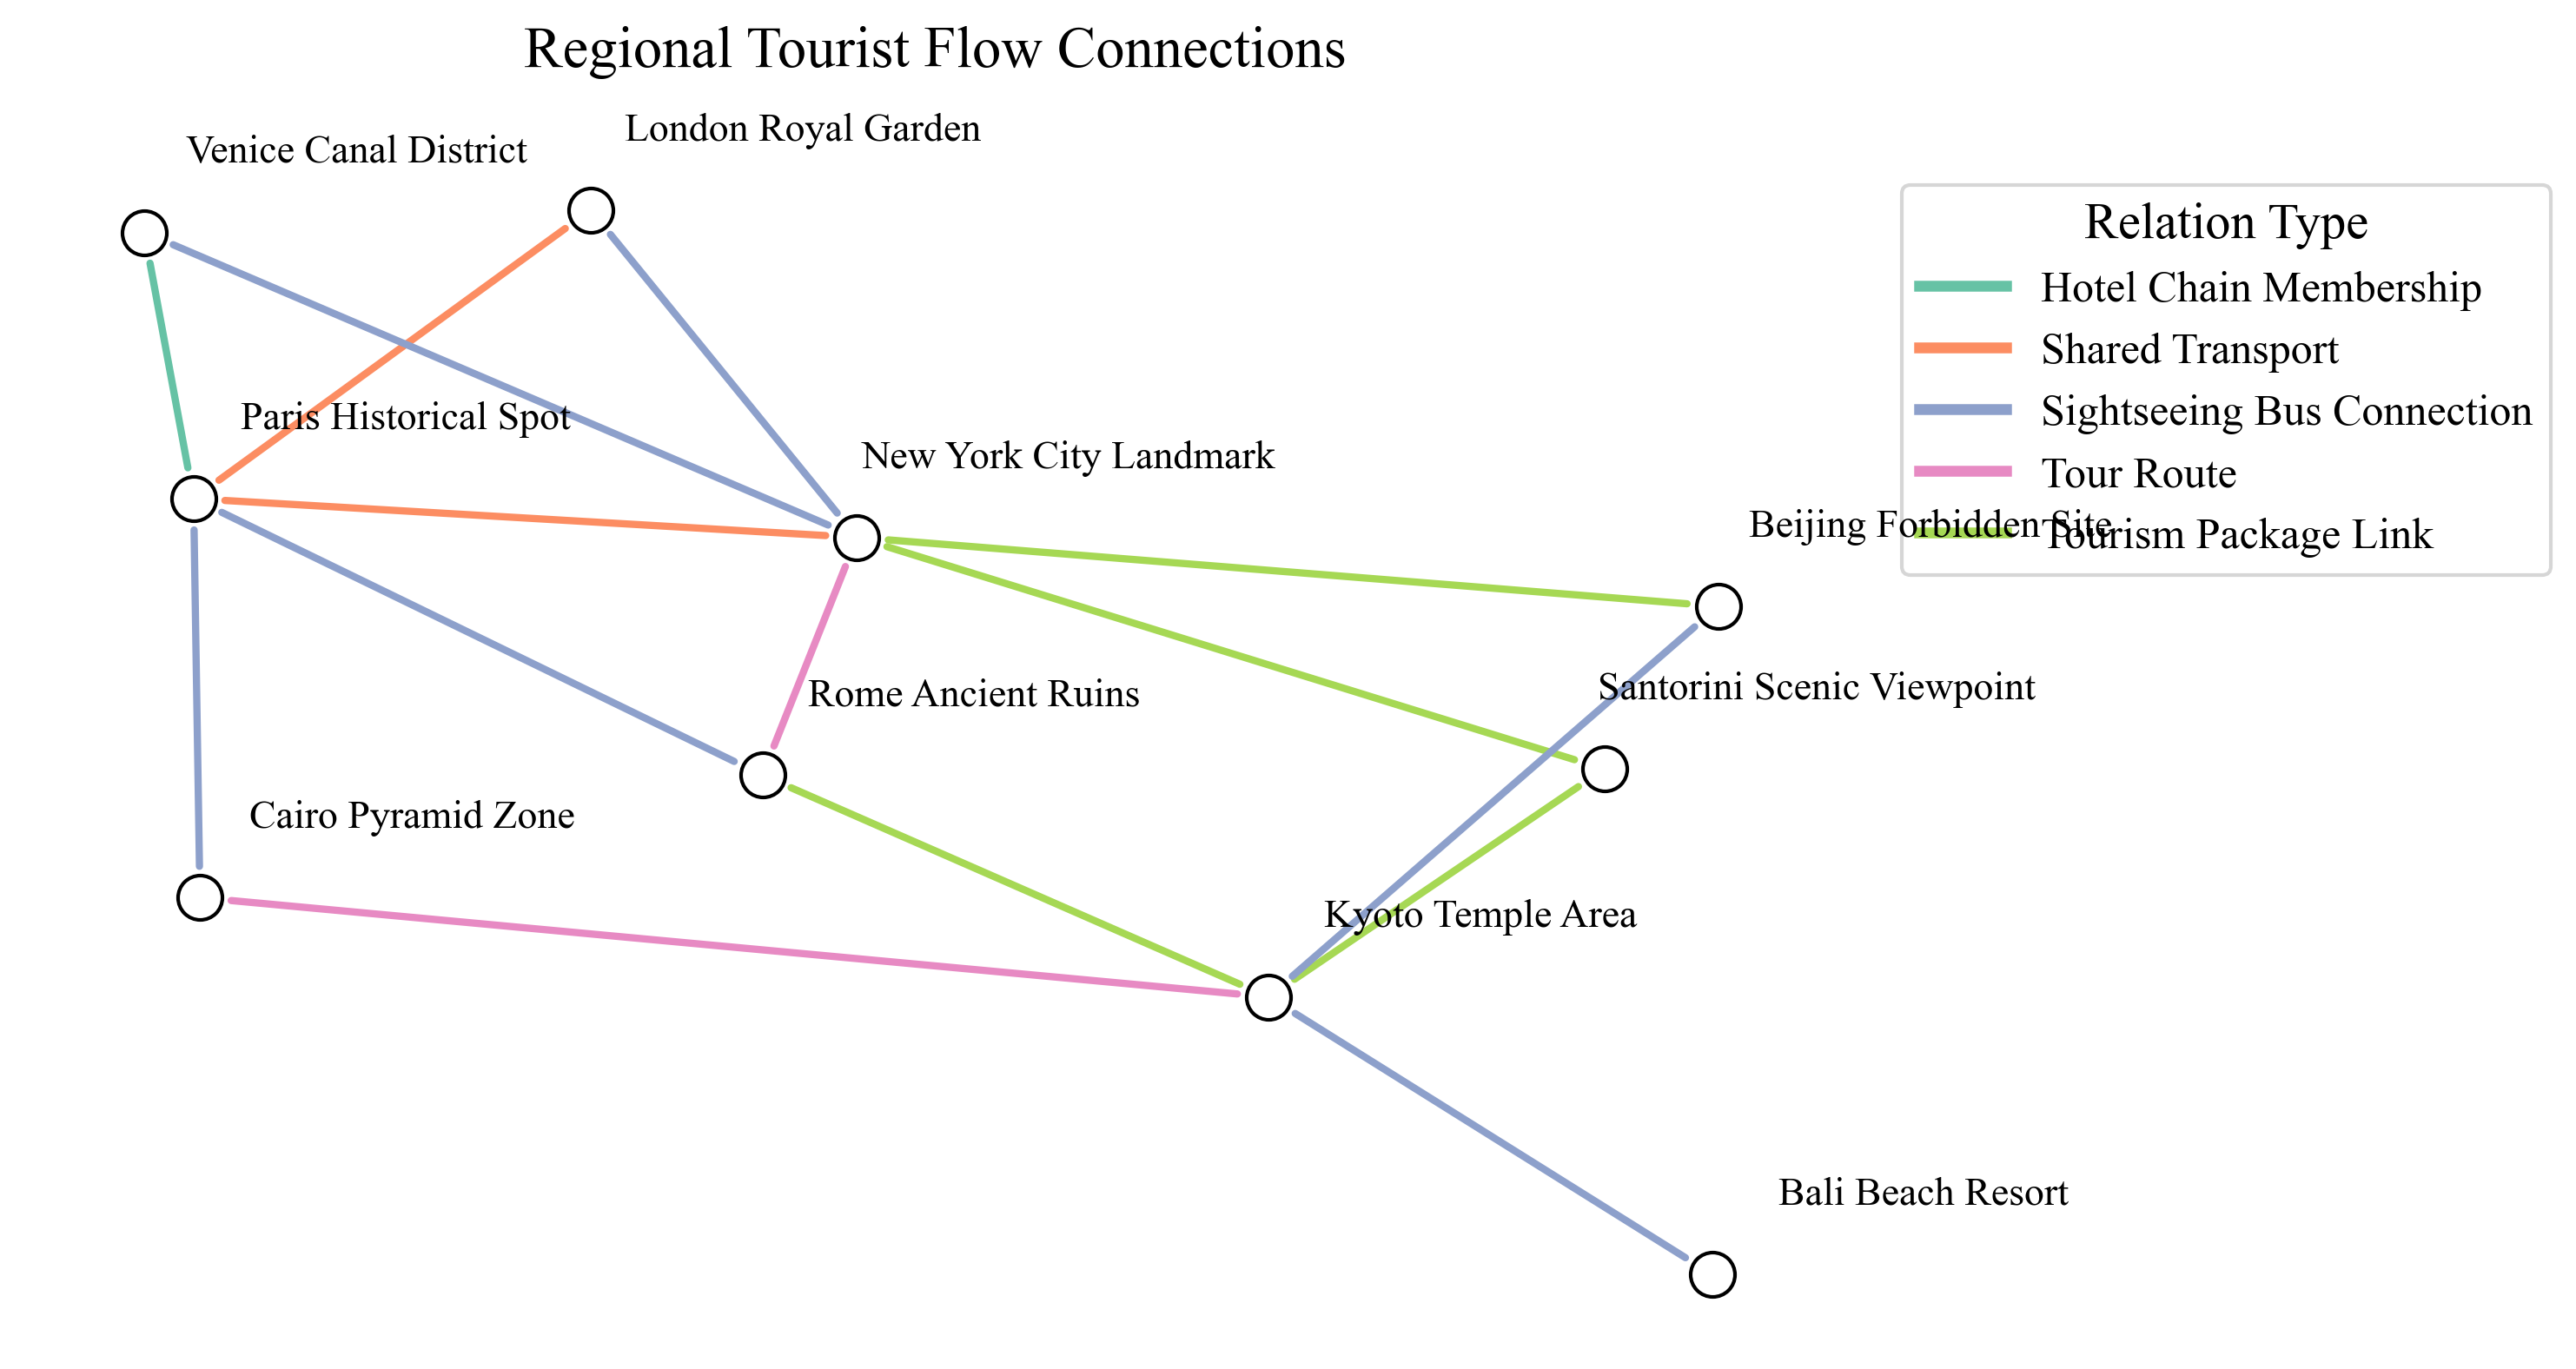 Regional Tourist Flow Connections
London Royal Garden
Venice Canal District
Paris Historical Spot
New York City Landmark
Beijing Forbidden Site
Rome Ancient Ruins
Santorini Scenic Viewpoint
Cairo Pyramid Zone
Kyoto Temple Area
Bali Beach Resort
Relation Type
Hotel Chain Membership
Shared Transport
Sightseeing Bus Connection
Tour Route
Tourism Package Link